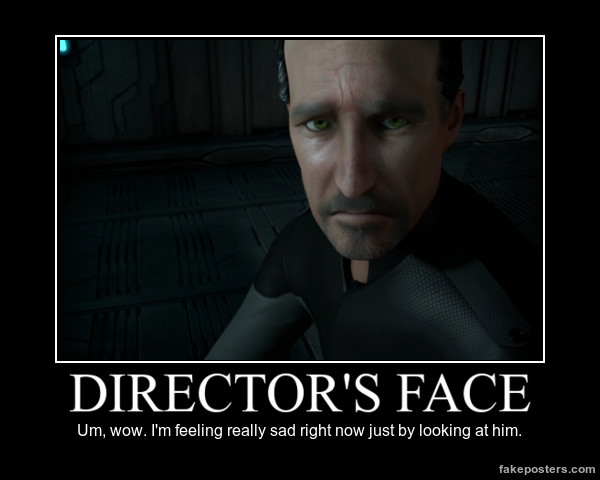 DIRECTOR'S FACE
Um, wow. I'm feeling really sad right now just by looking at him.
fakeposters.com